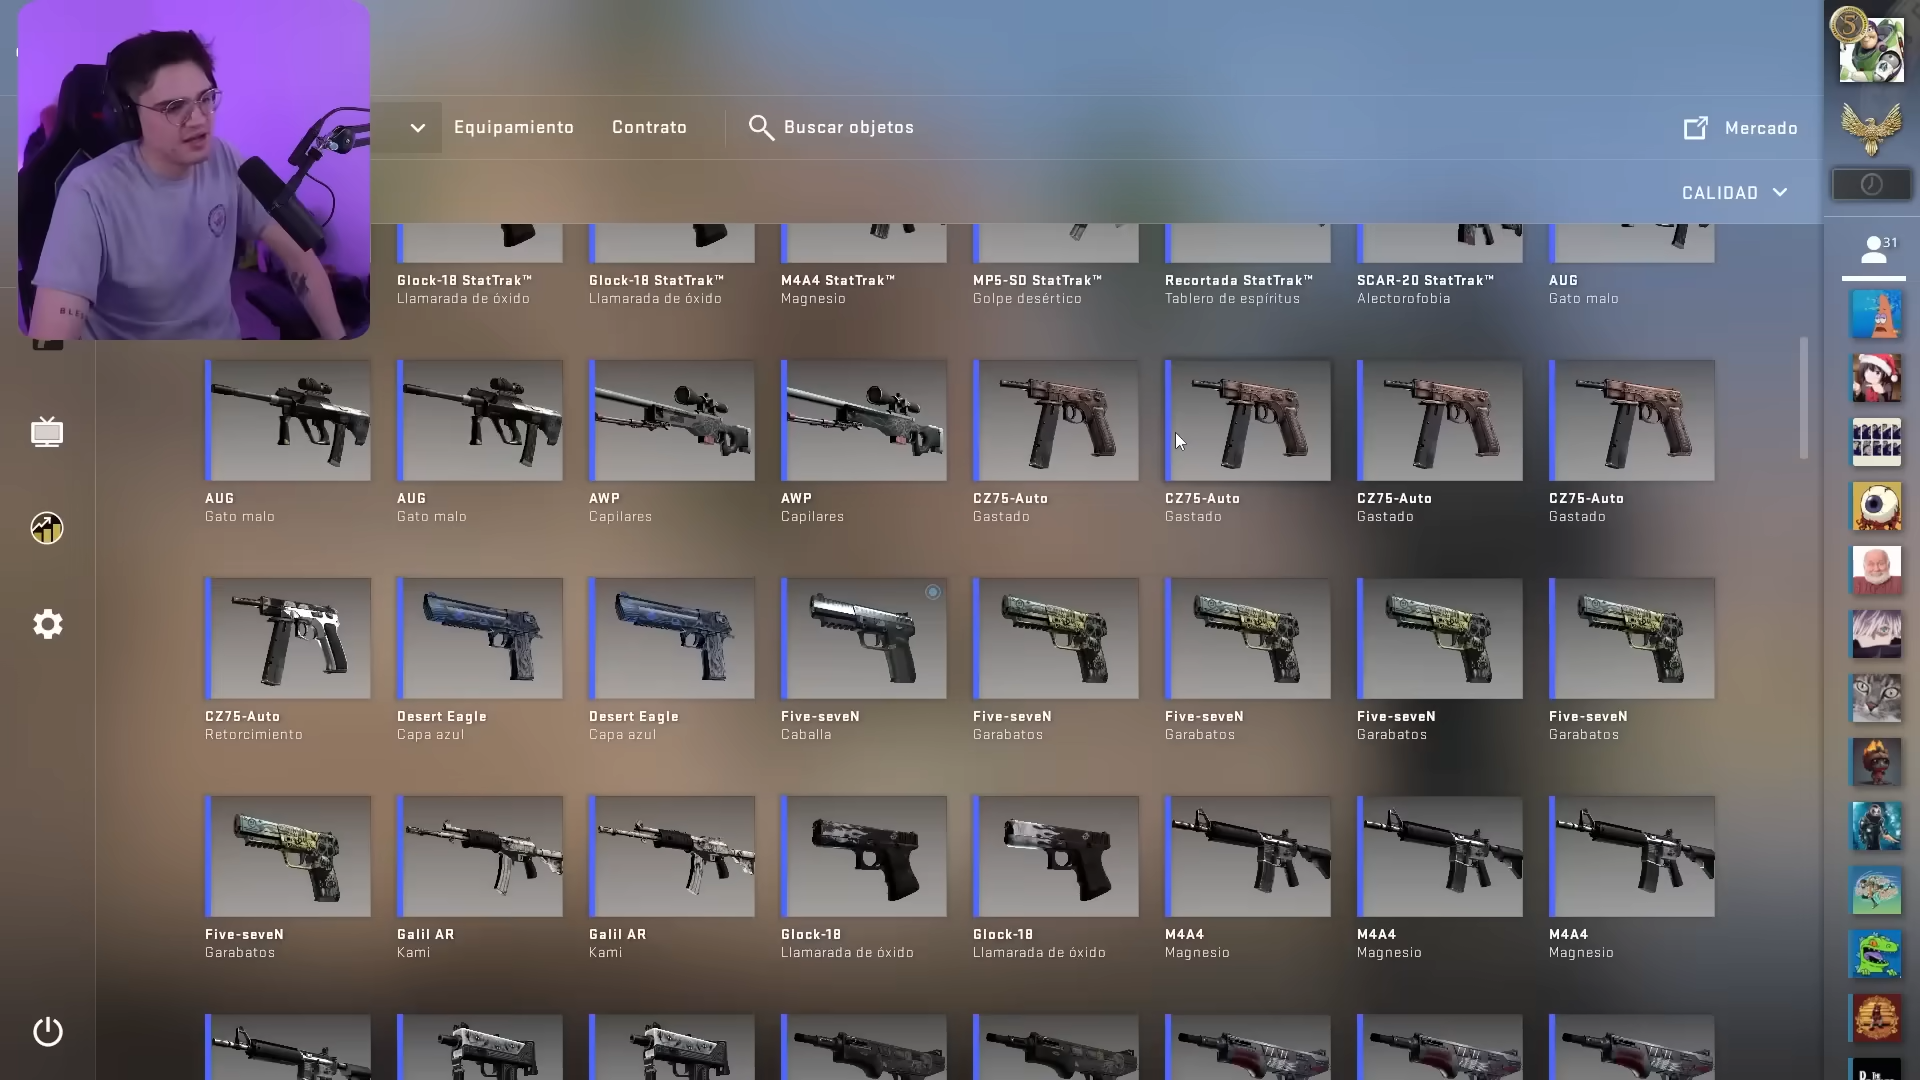 Equipamiento
Contrato
Buscar objetos
Mercado
CALIDAD
31
5
Glock-18 StatTrak™
Llamarada de óxido
Glock-18 StatTrak™
Llamarada de óxido
M4A4 StatTrak™
Magnesio
MP5-SD StatTrak™
Golpe desértico
Recortada StatTrak™
Tablero de espíritus
SCAR-20 StatTrak™
Alectorofobia
AUG
Gato malo
AUG
Gato malo
AUG
Gato malo
AWP
Capilares
AWP
Capilares
CZ75-Auto
Gastado
CZ75-Auto
Gastado
CZ75-Auto
Gastado
CZ75-Auto
Gastado
CZ75-Auto
Retorcimiento
Desert Eagle
Capa azul
Desert Eagle
Capa azul
Five-seveN
Caballa
Five-seveN
Garabatos
Five-seveN
Garabatos
Five-seveN
Garabatos
Five-seveN
Garabatos
Five-seveN
Garabatos
Galil AR
Kami
Galil AR
Kami
Glock-18
Llamarada de óxido
Glock-18
Llamarada de óxido
M4A4
Magnesio
M4A4
Magnesio
M4A4
Magnesio